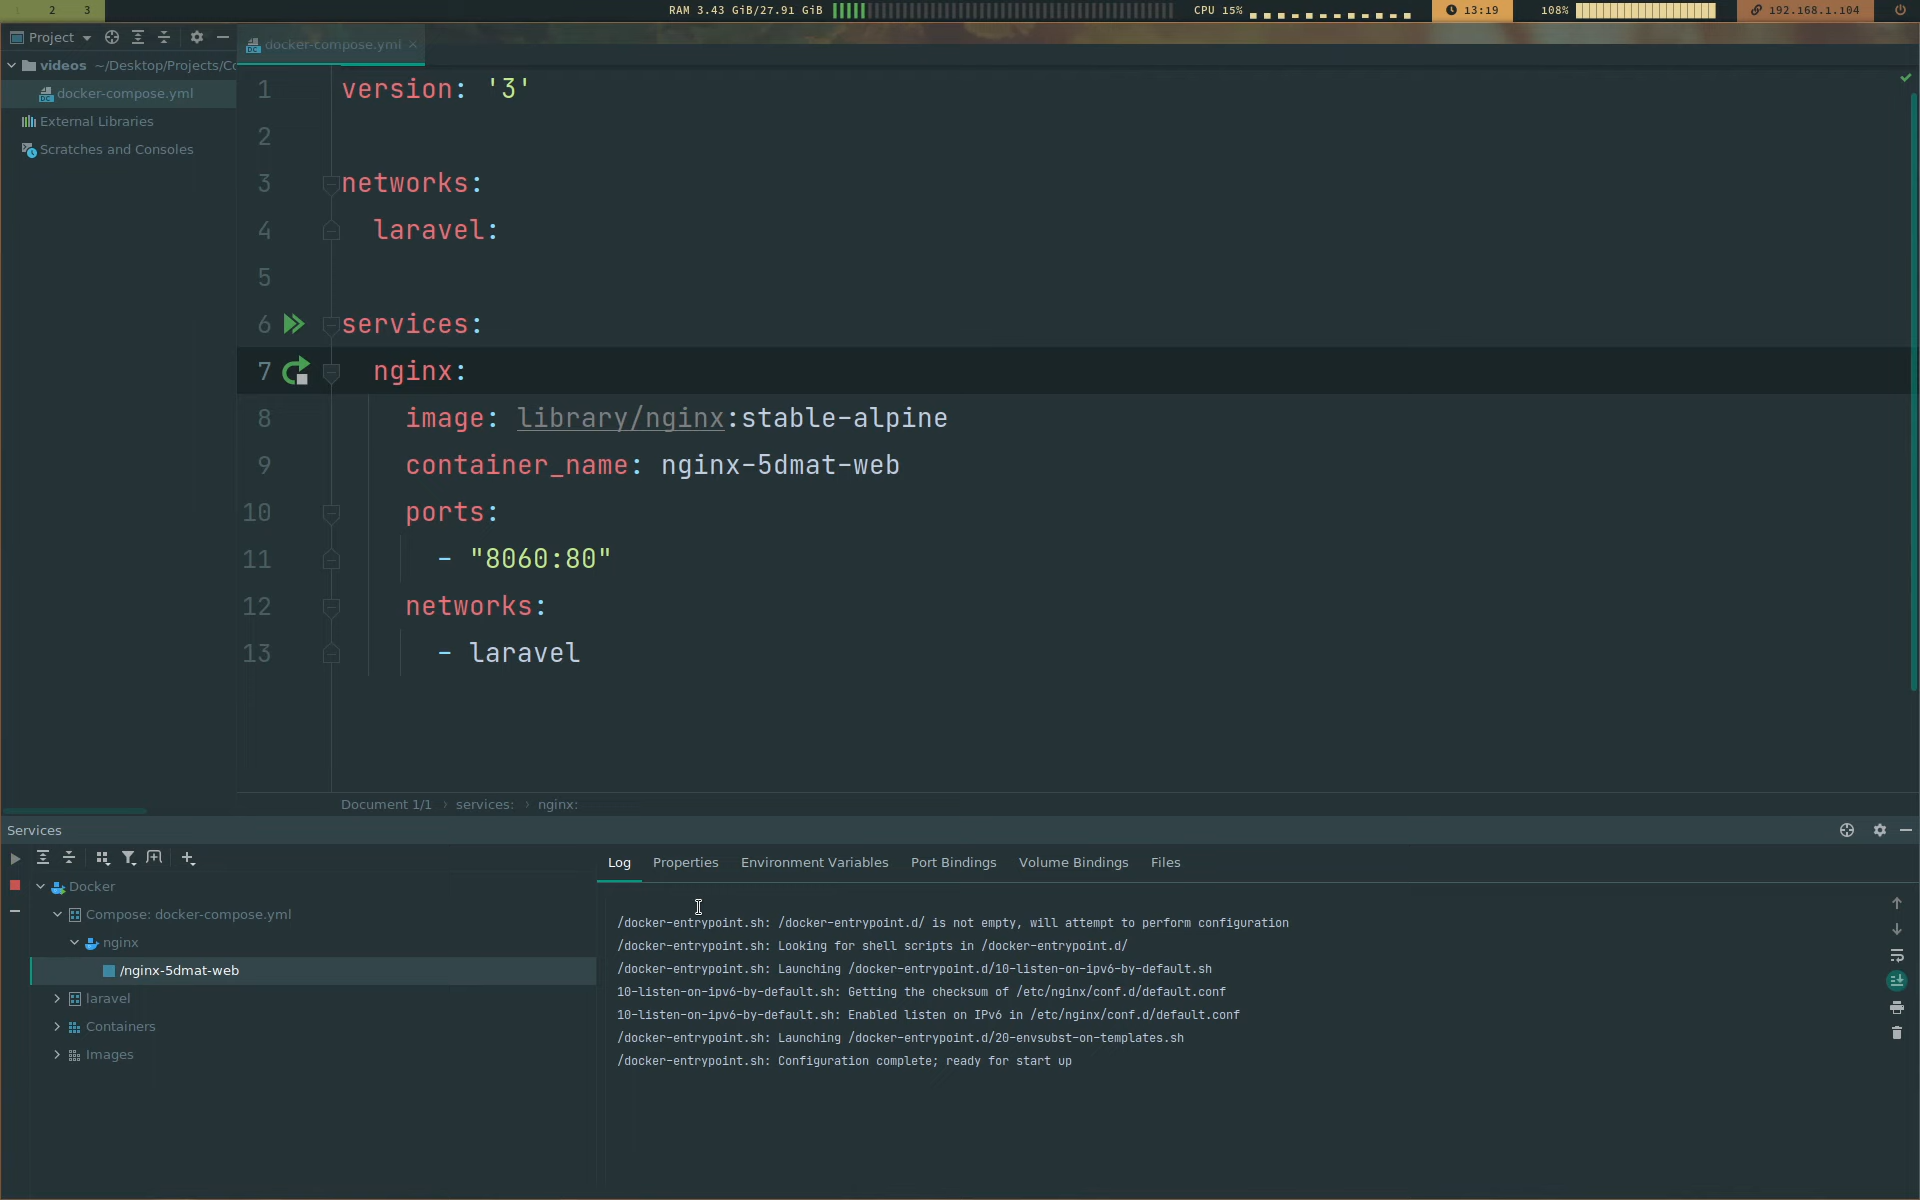 1 2 3 RAM 3.43 GiB/27.91 GiB CPU 15% 13:19 108% 192.168.1.104
Project
videos ~/Desktop/Projects/Co
docker-compose.yml
External Libraries
Scratches and Consoles
docker-compose.yml
1 version: '3'
2
3 networks:
4 laravel:
5
6 services:
7 nginx:
8 image: library/nginx:stable-alpine
9 container_name: nginx-5dmat-web
10 ports:
11 - "8060:80"
12 networks:
13 - laravel
Document 1/1 › services: › nginx:
Services
Docker
Compose: docker-compose.yml
nginx
/nginx-5dmat-web
laravel
Containers
Images
Log Properties Environment Variables Port Bindings Volume Bindings Files
/docker-entrypoint.sh: /docker-entrypoint.d/ is not empty, will attempt to perform configuration
/docker-entrypoint.sh: Looking for shell scripts in /docker-entrypoint.d/
/docker-entrypoint.sh: Launching /docker-entrypoint.d/10-listen-on-ipv6-by-default.sh
10-listen-on-ipv6-by-default.sh: Getting the checksum of /etc/nginx/conf.d/default.conf
10-listen-on-ipv6-by-default.sh: Enabled listen on IPv6 in /etc/nginx/conf.d/default.conf
/docker-entrypoint.sh: Launching /docker-entrypoint.d/20-envsubst-on-templates.sh
/docker-entrypoint.sh: Configuration complete; ready for start up